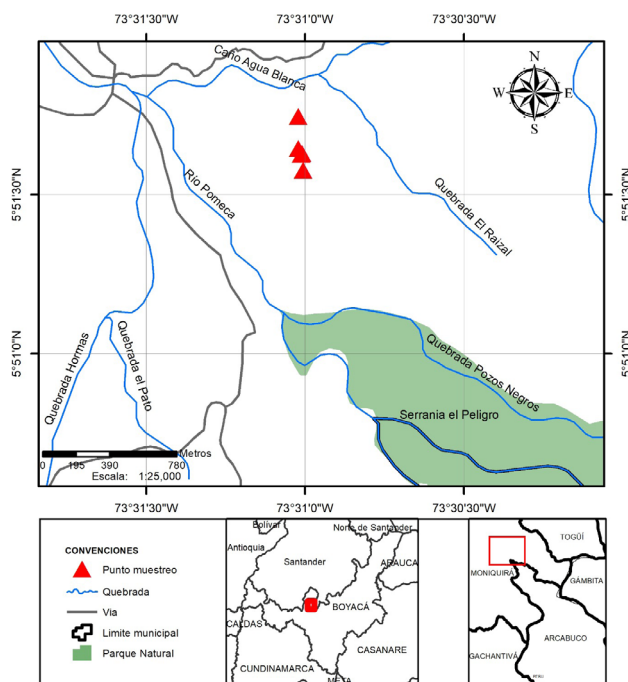 73°31'30"W 73°31'0"W 73°30'30"W
Caño Agua Blanca
N
W E
S
5°51'30"N 5°51'30"N
Río Pomeca
Quebrada El Raizal
5°51'0"N 5°51'0"N
Quebrada Hormas
Quebrada el Pato
Quebrada Pozos Negros
Serrania el Peligro
Metros
0 195 390 780
Escala: 1:25,000
73°31'30"W 73°31'0"W 73°30'30"W
CONVENCIONES
Punto muestreo
Quebrada
Via
Limite municipal
Parque Natural
Bolívar
Norte de Santander
Antioquia
Santander
ARAUCA
BOYACÁ
CALDAS
CASANARE
CUNDINAMARCA
META
TOGÜÍ
MONIQUIRÁ
GÁMBITA
ARCABUCO
GACHANTIVÁ